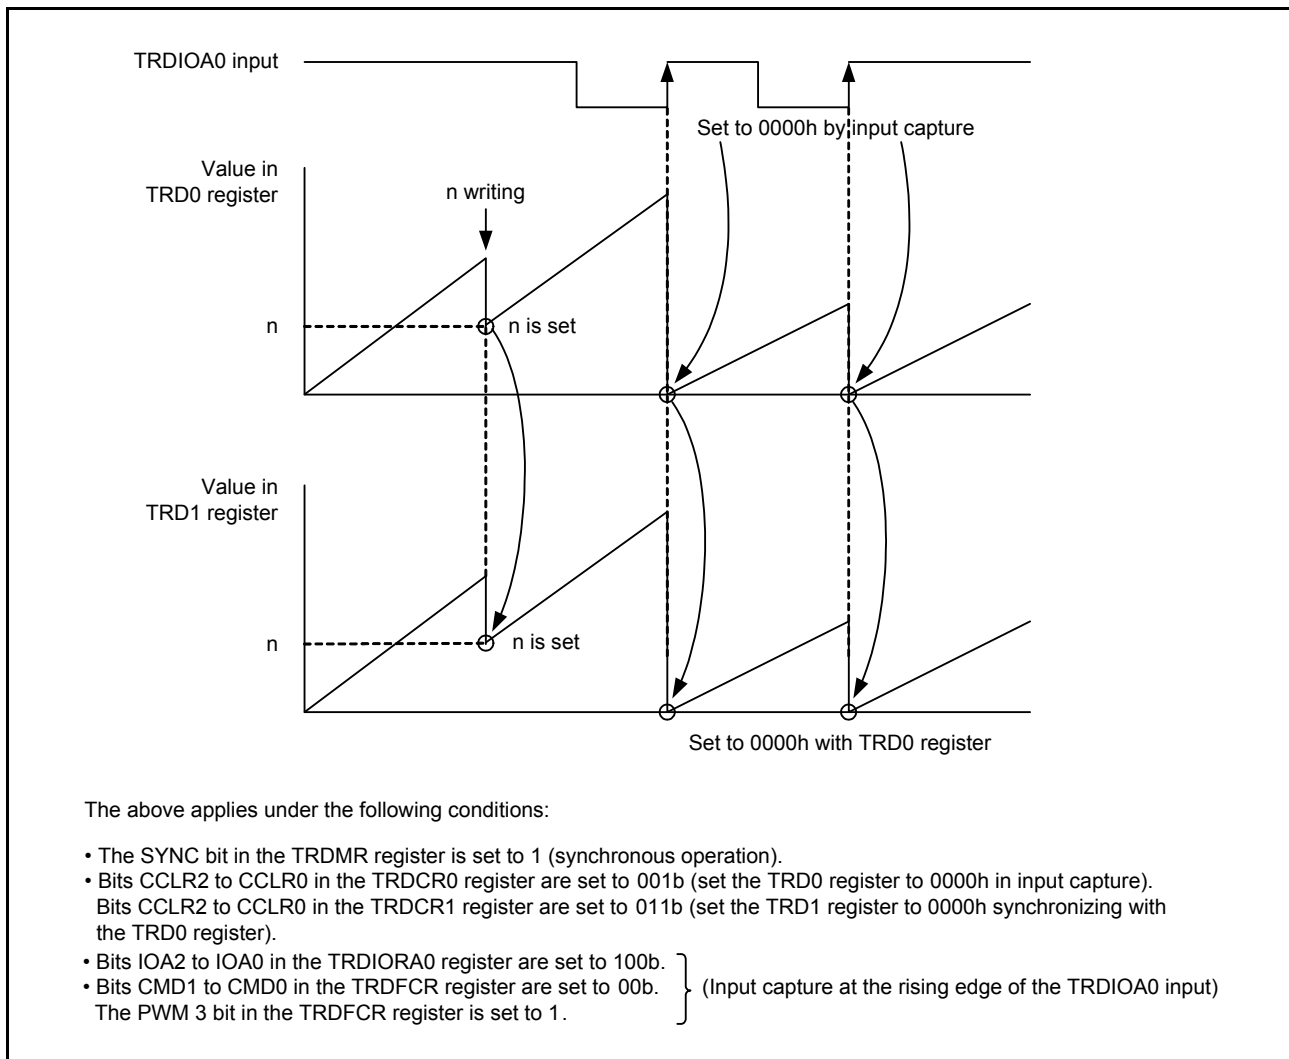 TRDIOA0 input
Set to 0000h by input capture
Value in
TRD0 register
n writing
n
n is set
Value in
TRD1 register
n
n is set
Set to 0000h with TRD0 register
The above applies under the following conditions:
• The SYNC bit in the TRDMR register is set to 1 (synchronous operation).
• Bits CCLR2 to CCLR0 in the TRDCR0 register are set to 001b (set the TRD0 register to 0000h in input capture).
Bits CCLR2 to CCLR0 in the TRDCR1 register are set to 011b (set the TRD1 register to 0000h synchronizing with
the TRD0 register).
• Bits IOA2 to IOA0 in the TRDIORA0 register are set to 100b.
• Bits CMD1 to CMD0 in the TRDFCR register are set to 00b.
(Input capture at the rising edge of the TRDIOA0 input)
The PWM 3 bit in the TRDFCR register is set to 1.